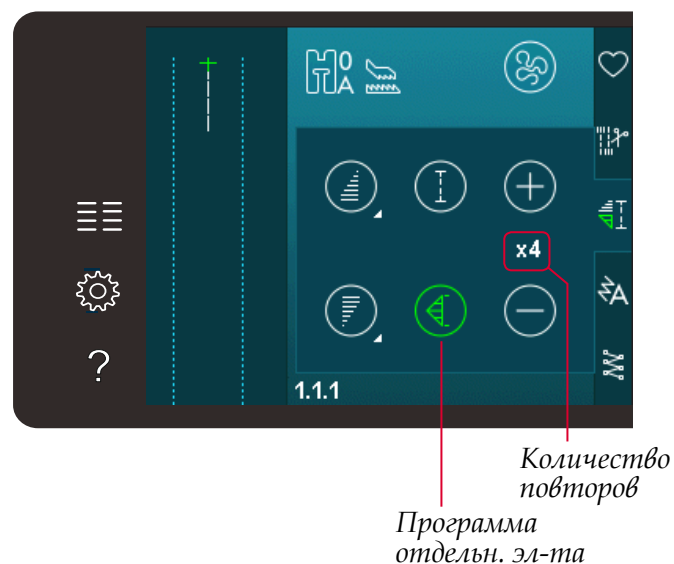 0
A
x4
A
?
1.1.1
Количество
повторов
Программа
отдельн. эл-та